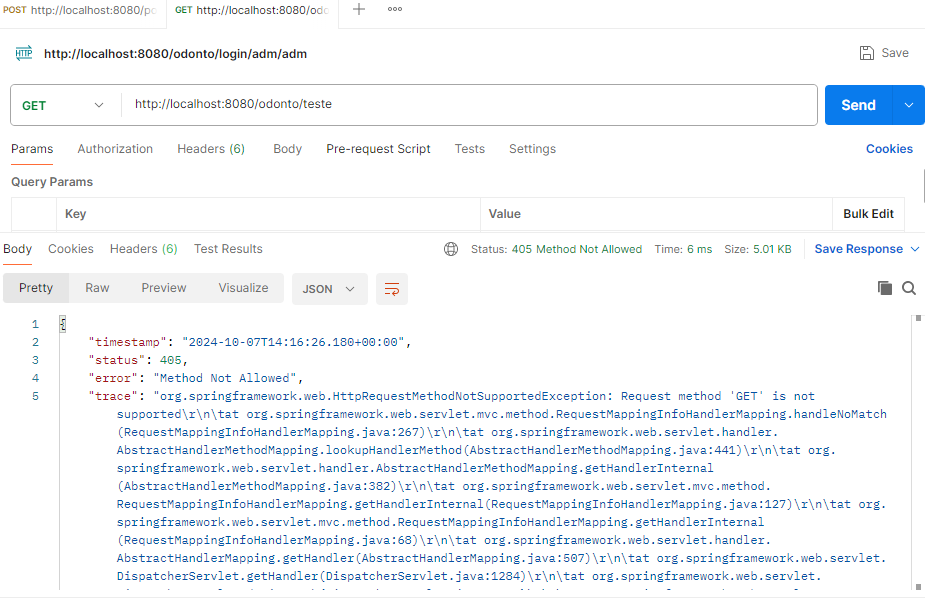 POST http://localhost:8080/po
GET http://localhost:8080/odo
HTTP http://localhost:8080/odonto/login/adm/adm
Save
GET
http://localhost:8080/odonto/teste
Send
Params Authorization Headers (6) Body Pre-request Script Tests Settings Cookies
Query Params
Key Value Bulk Edit
Body Cookies Headers (6) Test Results Status: 405 Method Not Allowed Time: 6 ms Size: 5.01 KB Save Response
Pretty Raw Preview Visualize JSON
1 {
2 "timestamp": "2024-10-07T14:16:26.180+00:00",
3 "status": 405,
4 "error": "Method Not Allowed",
5 "trace": "org.springframework.web.HttpRequestMethodNotSupportedException: Request method 'GET' is not
supported\r\n\tat org.springframework.web.servlet.mvc.method.RequestMappingInfoHandlerMapping.handleNoMatch
(RequestMappingInfoHandlerMapping.java:267)\r\n\tat org.springframework.web.servlet.handler.
AbstractHandlerMethodMapping.lookupHandlerMethod(AbstractHandlerMethodMapping.java:441)\r\n\tat org.
springframework.web.servlet.handler.AbstractHandlerMethodMapping.getHandlerInternal
(AbstractHandlerMethodMapping.java:382)\r\n\tat org.springframework.web.servlet.mvc.method.
RequestMappingInfoHandlerMapping.getHandlerInternal(RequestMappingInfoHandlerMapping.java:127)\r\n\tat org.
springframework.web.servlet.mvc.method.RequestMappingInfoHandlerMapping.getHandlerInternal
(RequestMappingInfoHandlerMapping.java:68)\r\n\tat org.springframework.web.servlet.handler.
AbstractHandlerMapping.getHandler(AbstractHandlerMapping.java:507)\r\n\tat org.springframework.web.servlet.
DispatcherServlet.getHandler(DispatcherServlet.java:1284)\r\n\tat org.springframework.web.servlet.